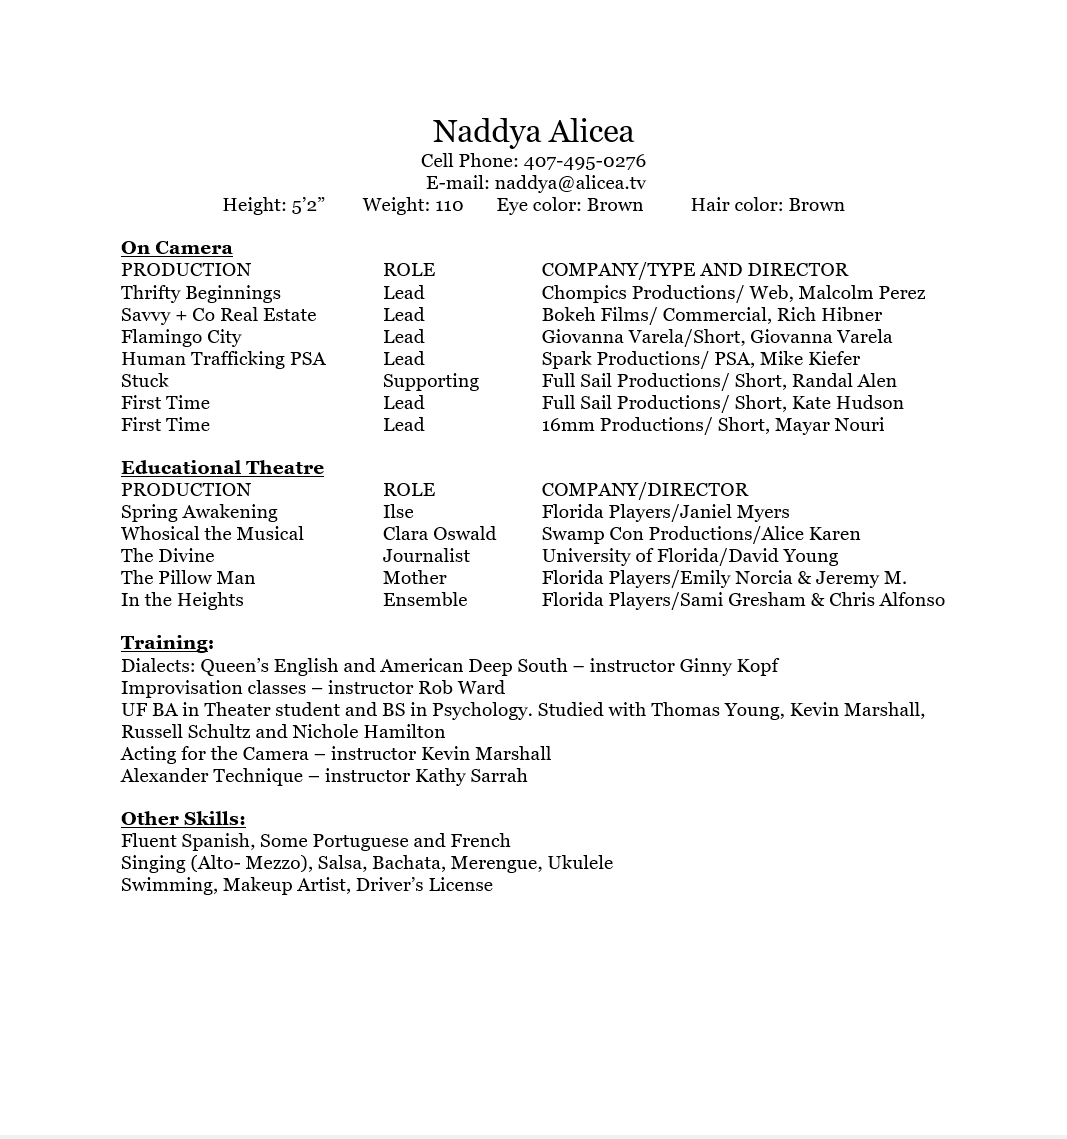 Naddya Alicea
Cell Phone: 407-495-0276
E-mail: naddya@alicea.tv
Height: 5’2” Weight: 110 Eye color: Brown Hair color: Brown
On Camera
PRODUCTION ROLE COMPANY/TYPE AND DIRECTOR
Thrifty Beginnings Lead Chompics Productions/ Web, Malcolm Perez
Savvy + Co Real Estate Lead Bokeh Films/ Commercial, Rich Hibner
Flamingo City Lead Giovanna Varela/Short, Giovanna Varela
Human Trafficking PSA Lead Spark Productions/ PSA, Mike Kiefer
Stuck Supporting Full Sail Productions/ Short, Randal Alen
First Time Lead Full Sail Productions/ Short, Kate Hudson
First Time Lead 16mm Productions/ Short, Mayar Nouri
Educational Theatre
PRODUCTION ROLE COMPANY/DIRECTOR
Spring Awakening Ilse Florida Players/Janiel Myers
Whosical the Musical Clara Oswald Swamp Con Productions/Alice Karen
The Divine Journalist University of Florida/David Young
The Pillow Man Mother Florida Players/Emily Norcia & Jeremy M.
In the Heights Ensemble Florida Players/Sami Gresham & Chris Alfonso
Training:
Dialects: Queen’s English and American Deep South – instructor Ginny Kopf
Improvisation classes – instructor Rob Ward
UF BA in Theater student and BS in Psychology. Studied with Thomas Young, Kevin Marshall,
Russell Schultz and Nichole Hamilton
Acting for the Camera – instructor Kevin Marshall
Alexander Technique – instructor Kathy Sarrah
Other Skills:
Fluent Spanish, Some Portuguese and French
Singing (Alto- Mezzo), Salsa, Bachata, Merengue, Ukulele
Swimming, Makeup Artist, Driver’s License